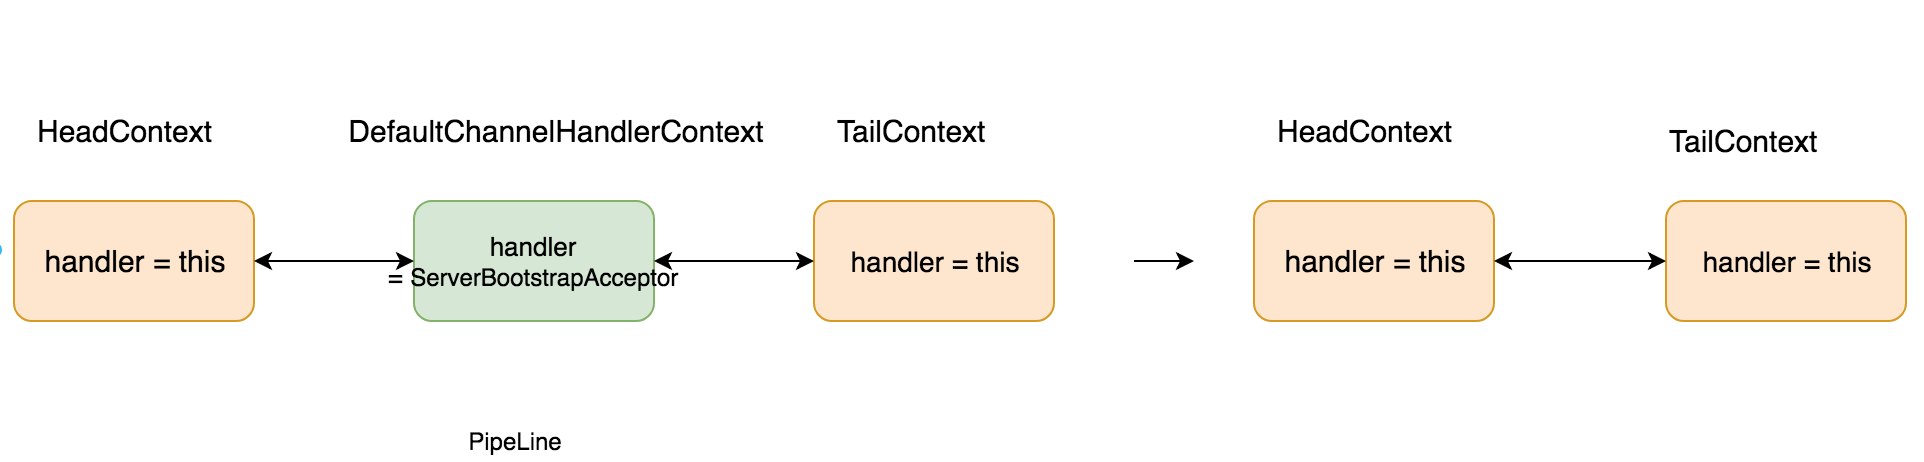 HeadContext
DefaultChannelHandlerContext
TailContext
HeadContext
TailContext
handler = this
handler
= ServerBootstrapAcceptor
handler = this
handler = this
handler = this
PipeLine